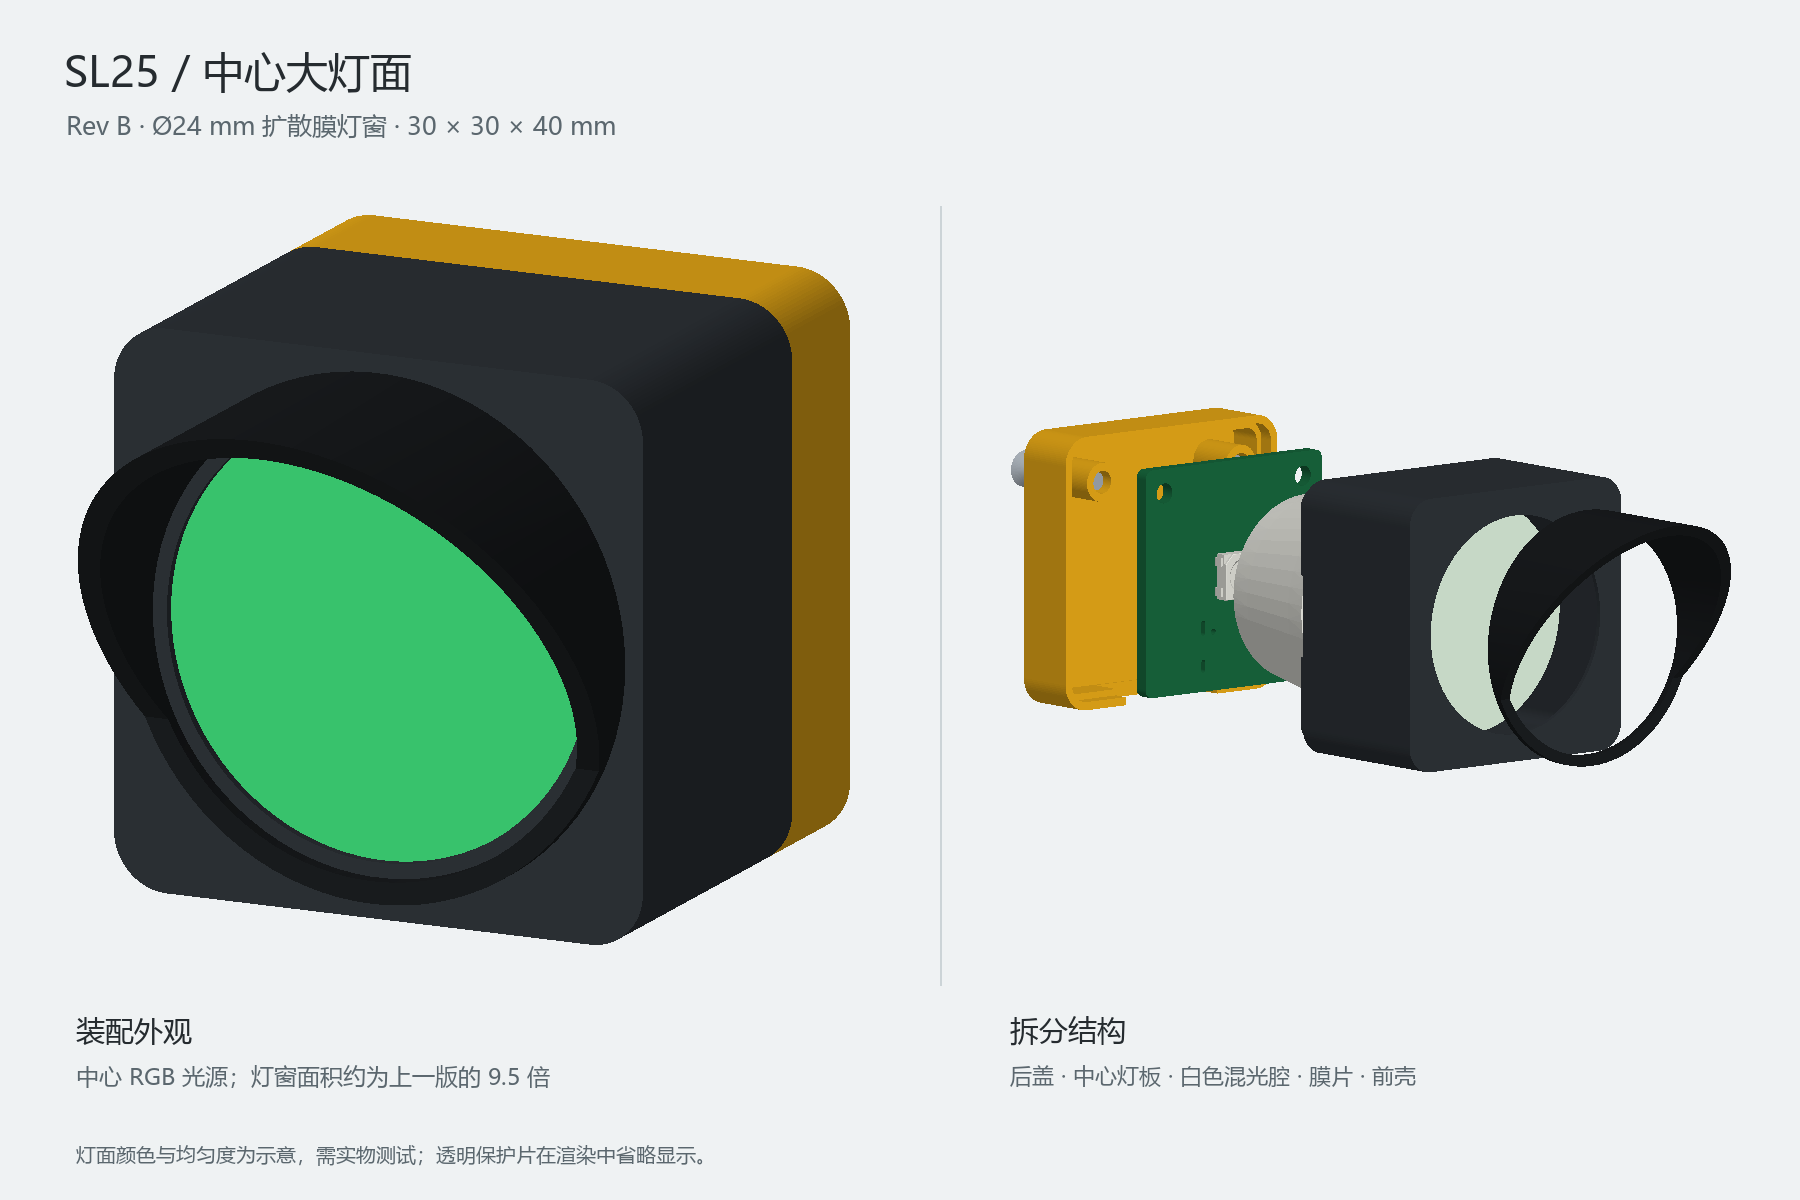 SL25 / 中心大灯面
Rev B · Ø24 mm 扩散膜灯窗 · 30 × 30 × 40 mm
装配外观
中心 RGB 光源；灯窗面积约为上一版的 9.5 倍
拆分结构
后盖 · 中心灯板 · 白色混光腔 · 膜片 · 前壳
灯面颜色与均匀度为示意，需实物测试；透明保护片在渲染中省略显示。